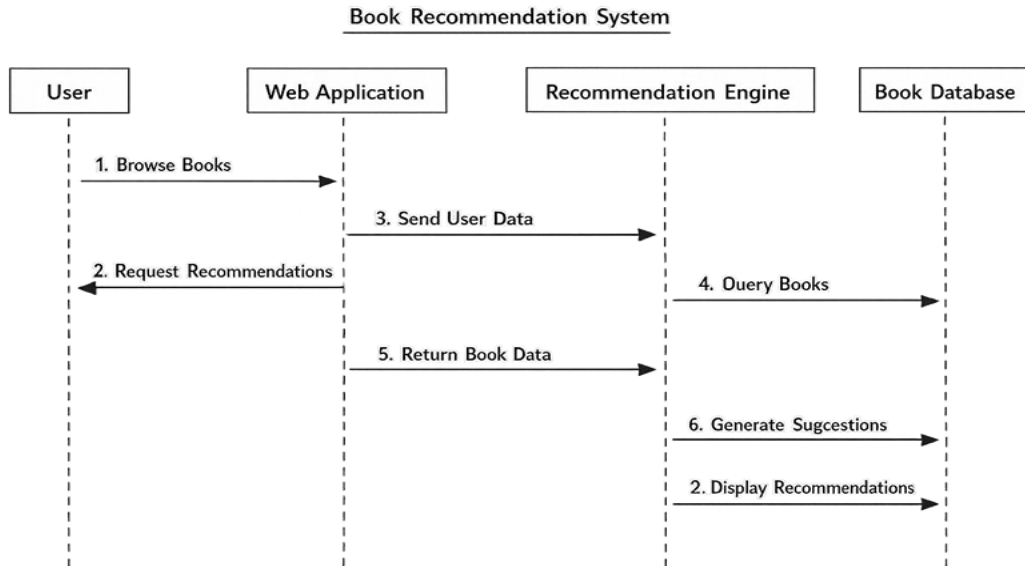 Book Recommendation System
User
Web Application
Recommendation Engine
Book Database
1. Browse Books
3. Send User Data
2. Request Recommendations
4. Ouery Books
5. Return Book Data
6. Generate Sugcestions
2. Display Recommendations